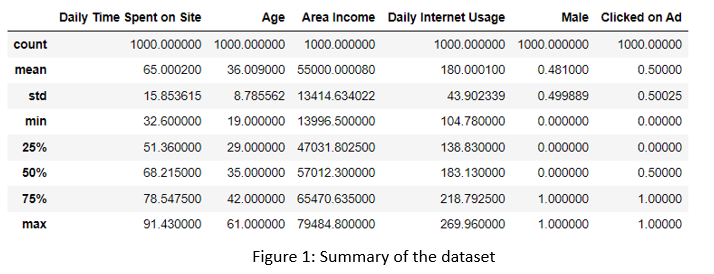 Daily Time Spent on Site Age Area Income Daily Internet Usage Male Clicked on Ad
count 1000.000000 1000.000000 1000.000000 1000.000000 1000.000000 1000.00000
mean 65.000200 36.009000 55000.000080 180.000100 0.481000 0.50000
std 15.853615 8.785562 13414.634022 43.902339 0.499889 0.50025
min 32.600000 19.000000 13996.500000 104.780000 0.000000 0.00000
25% 51.360000 29.000000 47031.802500 138.830000 0.000000 0.00000
50% 68.215000 35.000000 57012.300000 183.130000 0.000000 0.50000
75% 78.547500 42.000000 65470.635000 218.792500 1.000000 1.00000
max 91.430000 61.000000 79484.800000 269.960000 1.000000 1.00000
Figure 1: Summary of the dataset